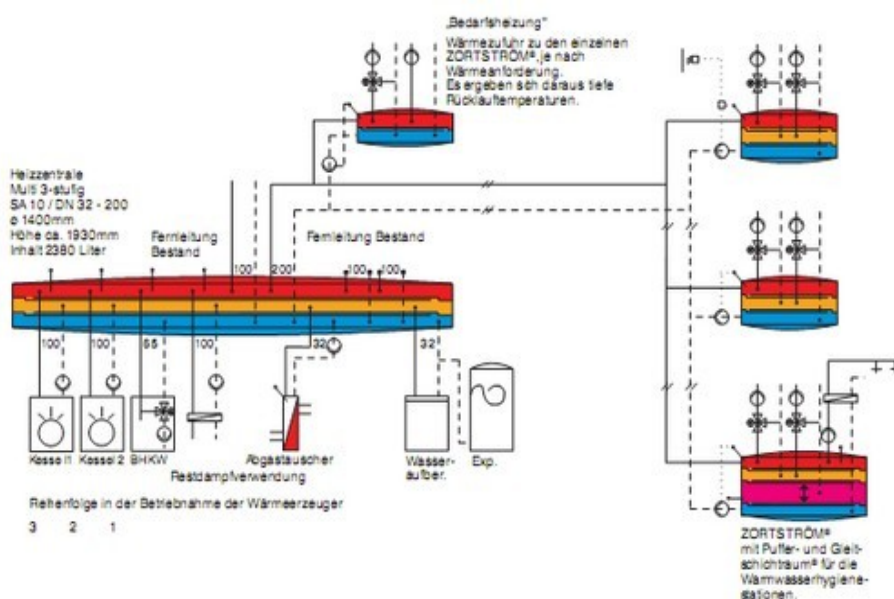 „Bedarfsheizung"
Wärmezufuhr zu den einzelnen
ZORTSTRÖM®, je nach
Wärmeanforderung.
Es ergeben sich daraus tiefe
Rücklauftemperaturen.
Heizzentrale
Multi 3-stufig
SA 10 / DN 32 - 200
ø 1400mm
Höhe ca. 1930mm
Inhalt 2380 Liter
Fernleitung
Bestand
Fernleitung Bestand
100 200 100 100
100 100 65 100 32 32
Kessel 1 Kessel 2 BHKW Abgastauscher Wasser-
aufber. Exp.
Restdampfverwendung
Reihenfolge in der Betriebnahme der Wärmeerzeuger
3 2 1
ZORTSTRÖM®
mit Puffer- und Gleit-
schichtraum® für die
Warmwasserhygiene-
stationen.